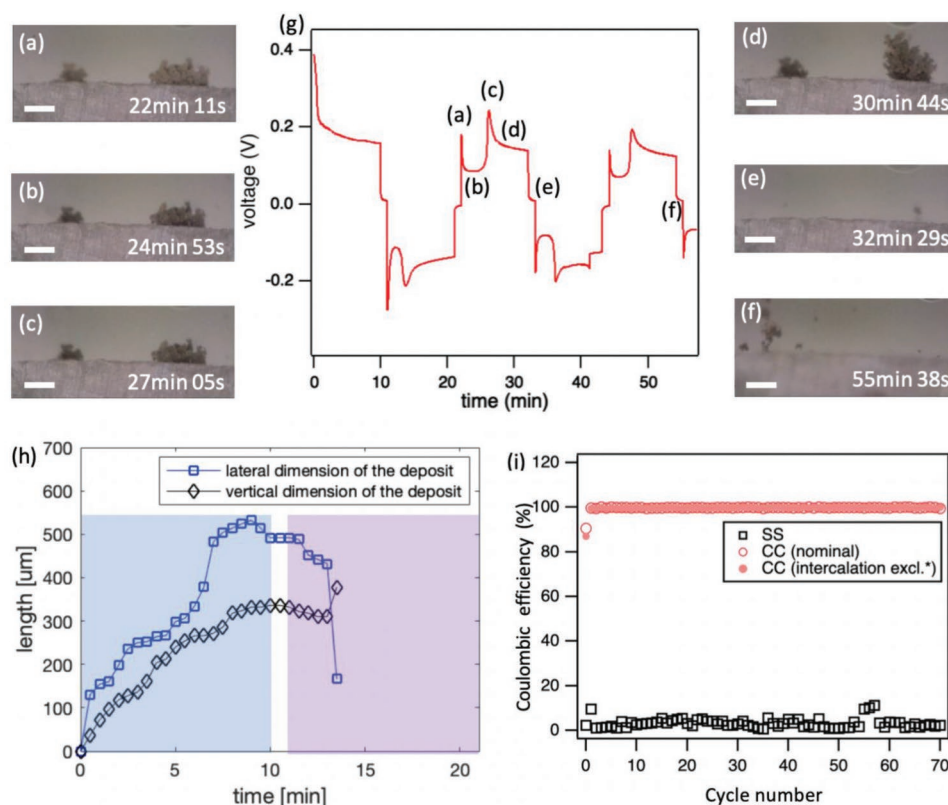 (a)
22min 11s
(b)
24min 53s
(c)
27min 05s
(g)
0.4
0.2
0.0
-0.2
voltage (V)
(a)
(b)
(c)
(d)
(e)
(f)
0 10 20 30 40 50
time (min)
(d)
30min 44s
(e)
32min 29s
(f)
55min 38s
(h)
700
600
500
400
300
200
100
0
length [um]
lateral dimension of the deposit
vertical dimension of the deposit
0 5 10 15 20
time [min]
(i)
120
100
80
60
40
20
0
Coulombic efficiency (%)
SS
CC (nominal)
CC (intercalation excl.*)
0 10 20 30 40 50 60 70
Cycle number